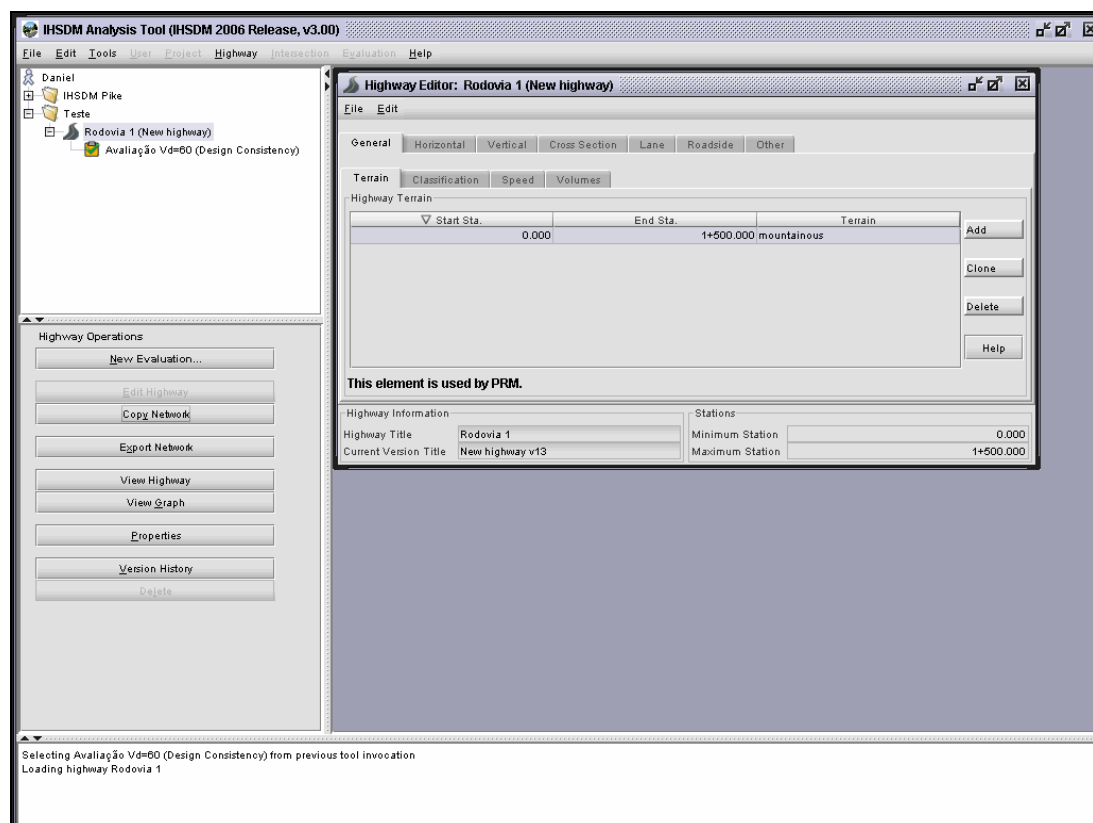 IHSDM Analysis Tool (IHSDM 2006 Release, v3.00)
File Edit Tools User Project Highway Intersection Evaluation Help
Daniel
IHSDM Pike
Teste
Rodovia 1 (New highway)
Avaliação Vd=60 (Design Consistency)
Highway Operations
New Evaluation...
Edit Highway
Copy Network
Export Network
View Highway
View Graph
Properties
Version History
Delete
Highway Editor: Rodovia 1 (New highway)
File Edit
General Horizontal Vertical Cross Section Lane Roadside Other
Terrain Classification Speed Volumes
Highway Terrain
Start Sta. End Sta. Terrain
0.000 1+500.000 mountainous
Add
Clone
Delete
Help
This element is used by PRM.
Highway Information
Highway Title Rodovia 1
Current Version Title New highway v13
Stations
Minimum Station 0.000
Maximum Station 1+500.000
Selecting Avaliação Vd=60 (Design Consistency) from previous tool invocation
Loading highway Rodovia 1